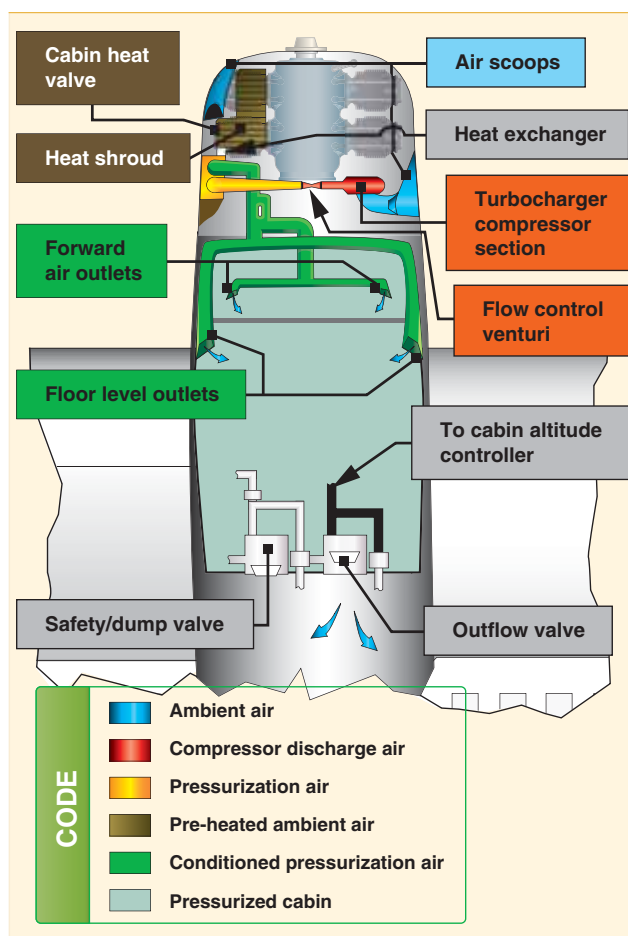 Cabin heat
valve
Air scoops
Heat shroud
Heat exchanger
Turbocharger
compressor
section
Forward
air outlets
Flow control
venturi
Floor level outlets
To cabin altitude
controller
Safety/dump valve
Outflow valve
CODE
Ambient air
Compressor discharge air
Pressurization air
Pre-heated ambient air
Conditioned pressurization air
Pressurized cabin